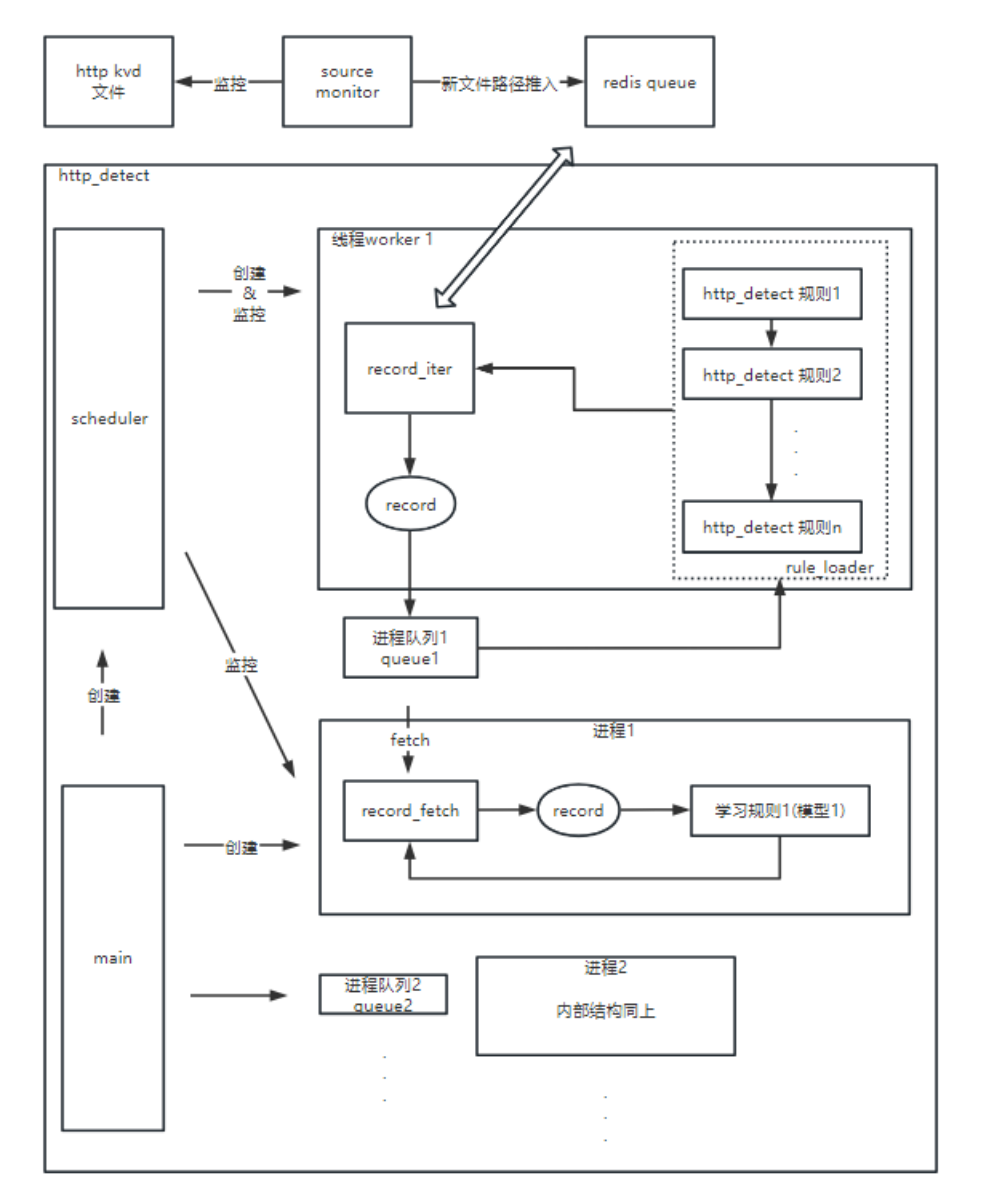 http kvd
文件
监控
source
monitor
新文件路径推入
redis queue
http_detect
scheduler
创建
&
监控
线程worker 1
record_iter
record
http_detect 规则1
http_detect 规则2
http_detect 规则n
rule_loader
进程队列1
queue1
监控
创建
fetch
进程1
record_fetch
record
学习规则1(模型1)
创建
main
进程队列2
queue2
进程2
内部结构同上